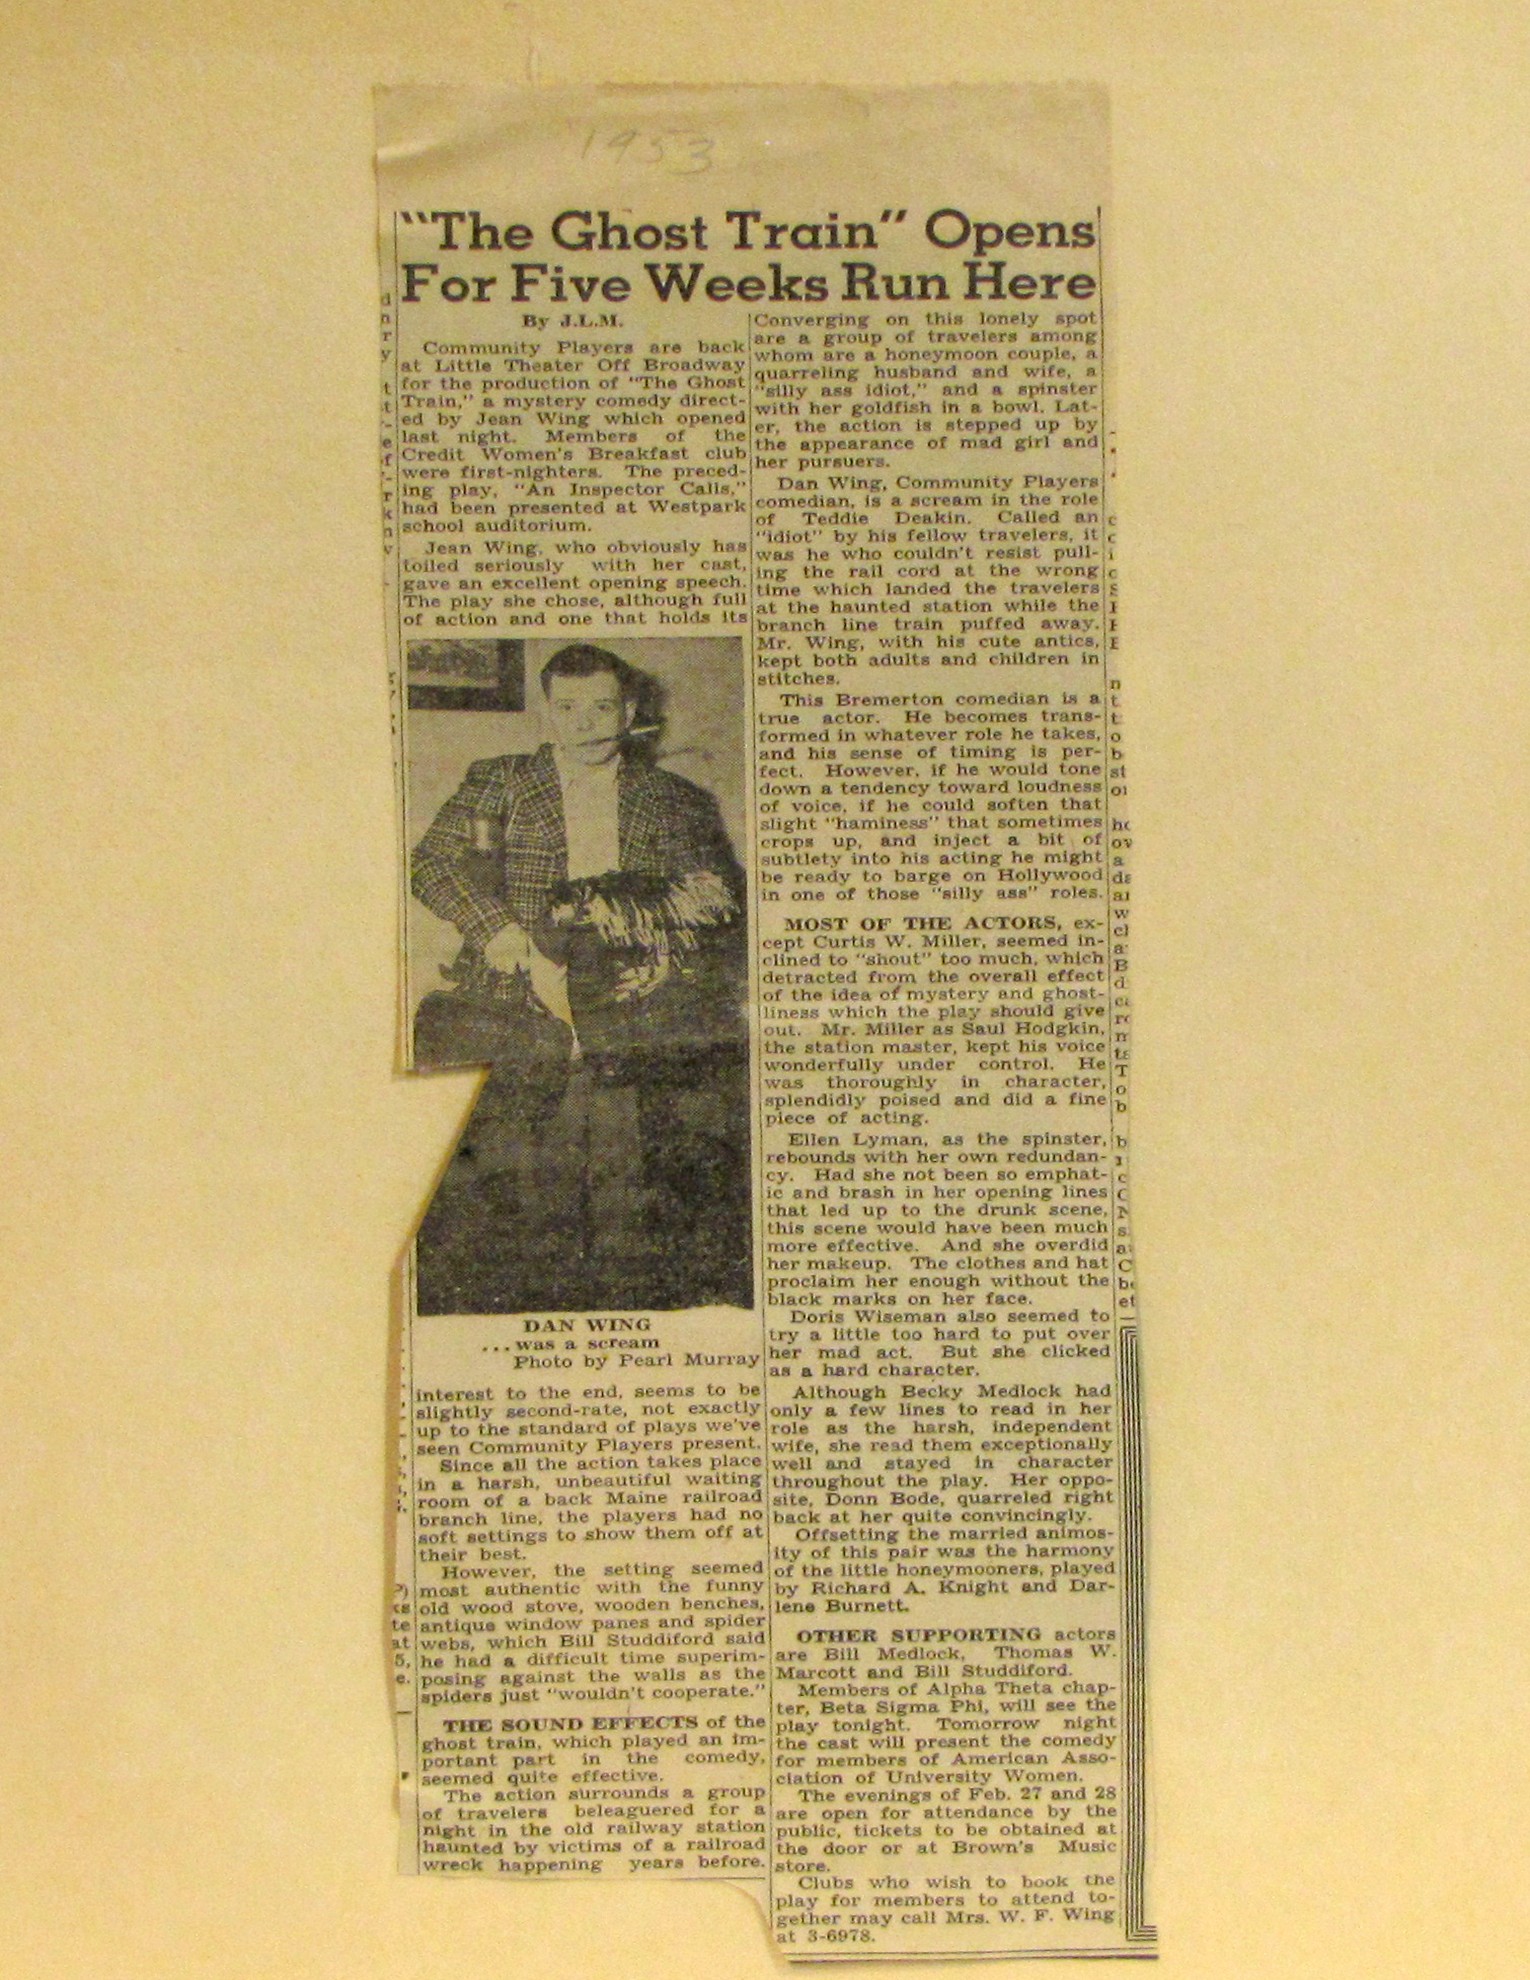 1953
"The Ghost Train" Opens
For Five Weeks Run Here
By J.L.M.
Community Players are back
at Little Theater Off Broadway
for the production of "The Ghost
Train," a mystery comedy direct-
ed by Jean Wing which opened
last night. Members of the
Credit Women's Breakfast club
were first-nighters. The preced-
ing play, "An Inspector Calls,"
had been presented at Westpark
school auditorium.
Jean Wing, who obviously has
toiled seriously with her cast,
gave an excellent opening speech.
The play she chose, although full
of action and one that holds its
DAN WING
...was a scream
Photo by Pearl Murray
interest to the end, seems to be
slightly second-rate, not exactly
up to the standard of plays we've
seen Community Players present.
Since all the action takes place
in a harsh, unbeautiful waiting
room of a back Maine railroad
branch line, the players had no
soft settings to show them off at
their best.
However, the setting seemed
most authentic with the funny
old wood stove, wooden benches,
antique window panes and spider
webs, which Bill Studdiford said
he had a difficult time superim-
posing against the walls as the
spiders just "wouldn't cooperate."
THE SOUND EFFECTS of the
ghost train, which played an im-
portant part in the comedy,
seemed quite effective.
The action surrounds a group
of travelers beleaguered for a
night in the old railway station
haunted by victims of a railroad
wreck happening years before.
Converging on this lonely spot
are a group of travelers among
whom are a honeymoon couple, a
quarreling husband and wife, a
"silly ass idiot," and a spinster
with her goldfish in a bowl. Lat-
er, the action is stepped up by
the appearance of mad girl and
her pursuers.
Dan Wing, Community Players
comedian, is a scream in the role
of Teddie Deakin. Called an
"idiot" by his fellow travelers, it
was he who couldn't resist pull-
ing the rail cord at the wrong
time which landed the travelers
at the haunted station while the
branch line train puffed away.
Mr. Wing, with his cute antics,
kept both adults and children in
stitches.
This Bremerton comedian is a
true actor. He becomes trans-
formed in whatever role he takes,
and his sense of timing is per-
fect. However, if he would tone
down a tendency toward loudness
of voice, if he could soften that
slight "haminess" that sometimes
crops up, and inject a bit of
subtlety into his acting he might
be ready to barge on Hollywood
in one of those "silly ass" roles.
MOST OF THE ACTORS, ex-
cept Curtis W. Miller, seemed in-
clined to "shout" too much, which
detracted from the overall effect
of the idea of mystery and ghost-
liness which the play should give
out. Mr. Miller as Saul Hodgkin,
the station master, kept his voice
wonderfully under control. He
was thoroughly in character,
splendidly poised and did a fine
piece of acting.
Ellen Lyman, as the spinster,
rebounds with her own redundan-
cy. Had she not been so emphat-
ic and brash in her opening lines
that led up to the drunk scene,
this scene would have been much
more effective. And she overdid
her makeup. The clothes and hat
proclaim her enough without the
black marks on her face.
Doris Wiseman also seemed to
try a little too hard to put over
her mad act. But she clicked
as a hard character.
Although Becky Medlock had
only a few lines to read in her
role as the harsh, independent
wife, she read them exceptionally
well and stayed in character
throughout the play. Her oppo-
site, Donn Bode, quarreled right
back at her quite convincingly.
Offsetting the married animos-
ity of this pair was the harmony
of the little honeymooners, played
by Richard A. Knight and Dar-
lene Burnett.
OTHER SUPPORTING actors
are Bill Medlock, Thomas W.
Marcott and Bill Studdiford.
Members of Alpha Theta chap-
ter, Beta Sigma Phi, will see the
play tonight. Tomorrow night
the cast will present the comedy
for members of American Asso-
ciation of University Women.
The evenings of Feb. 27 and 28
are open for attendance by the
public, tickets to be obtained at
the door or at Brown's Music
store.
Clubs who wish to book the
play for members to attend to-
gether may call Mrs. W. F. Wing
at 3-6978.